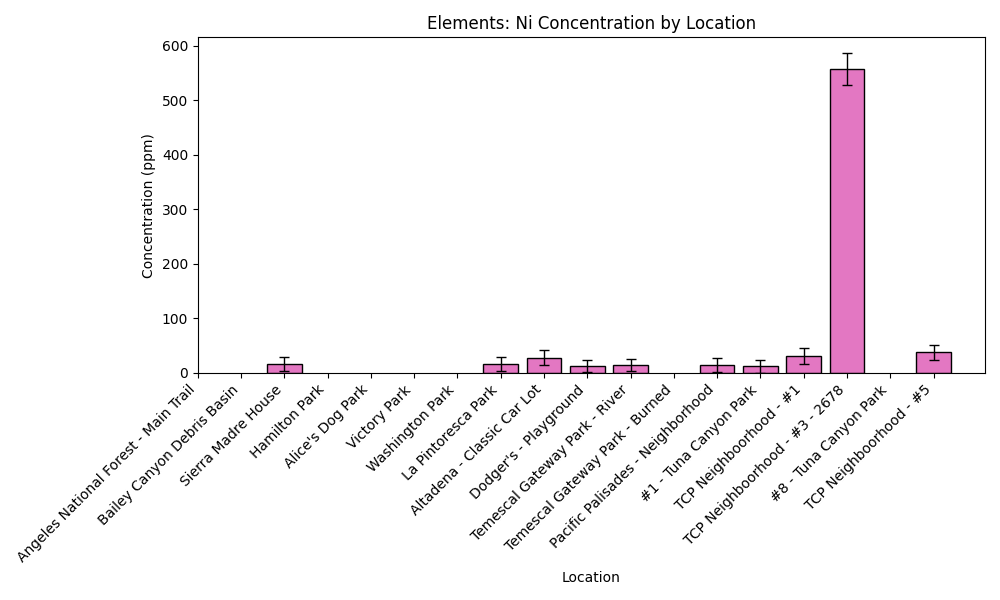 Elements: Ni Concentration by Location
Concentration (ppm)
600
500
400
300
200
100
0
Angeles National Forest - Main Trail
Bailey Canyon Debris Basin
Sierra Madre House
Hamilton Park
Alice's Dog Park
Victory Park
Washington Park
La Pintoresca Park
Altadena - Classic Car Lot
Dodger's - Playground
Temescal Gateway Park - River
Temescal Gateway Park - Burned
Pacific Palisades - Neighborhood
#1 - Tuna Canyon Park
TCP Neighboorhood - #1
TCP Neighboorhood - #3 - 2678
#8 - Tuna Canyon Park
TCP Neighboorhood - #5
Location